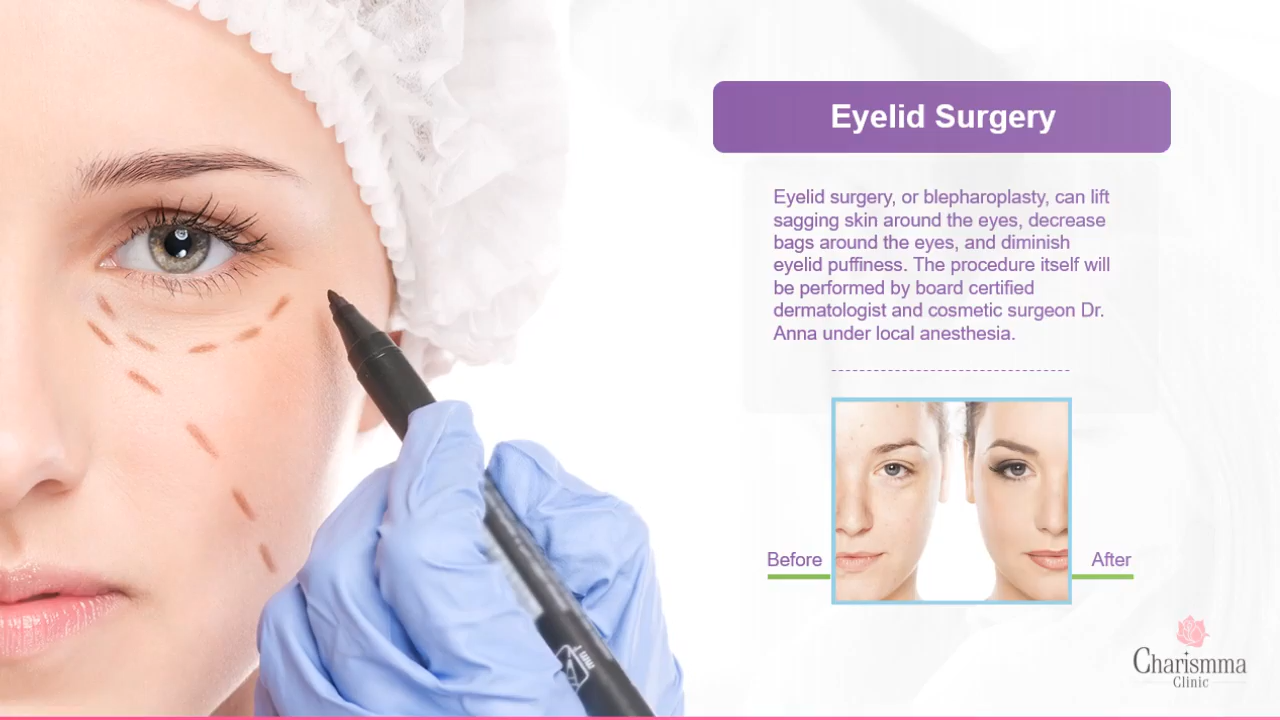 Eyelid Surgery
Eyelid surgery, or blepharoplasty, can lift
sagging skin around the eyes, decrease
bags around the eyes, and diminish
eyelid puffiness. The procedure itself will
be performed by board certified
dermatologist and cosmetic surgeon Dr.
Anna under local anesthesia.
Before
After
Charismma
Clinic